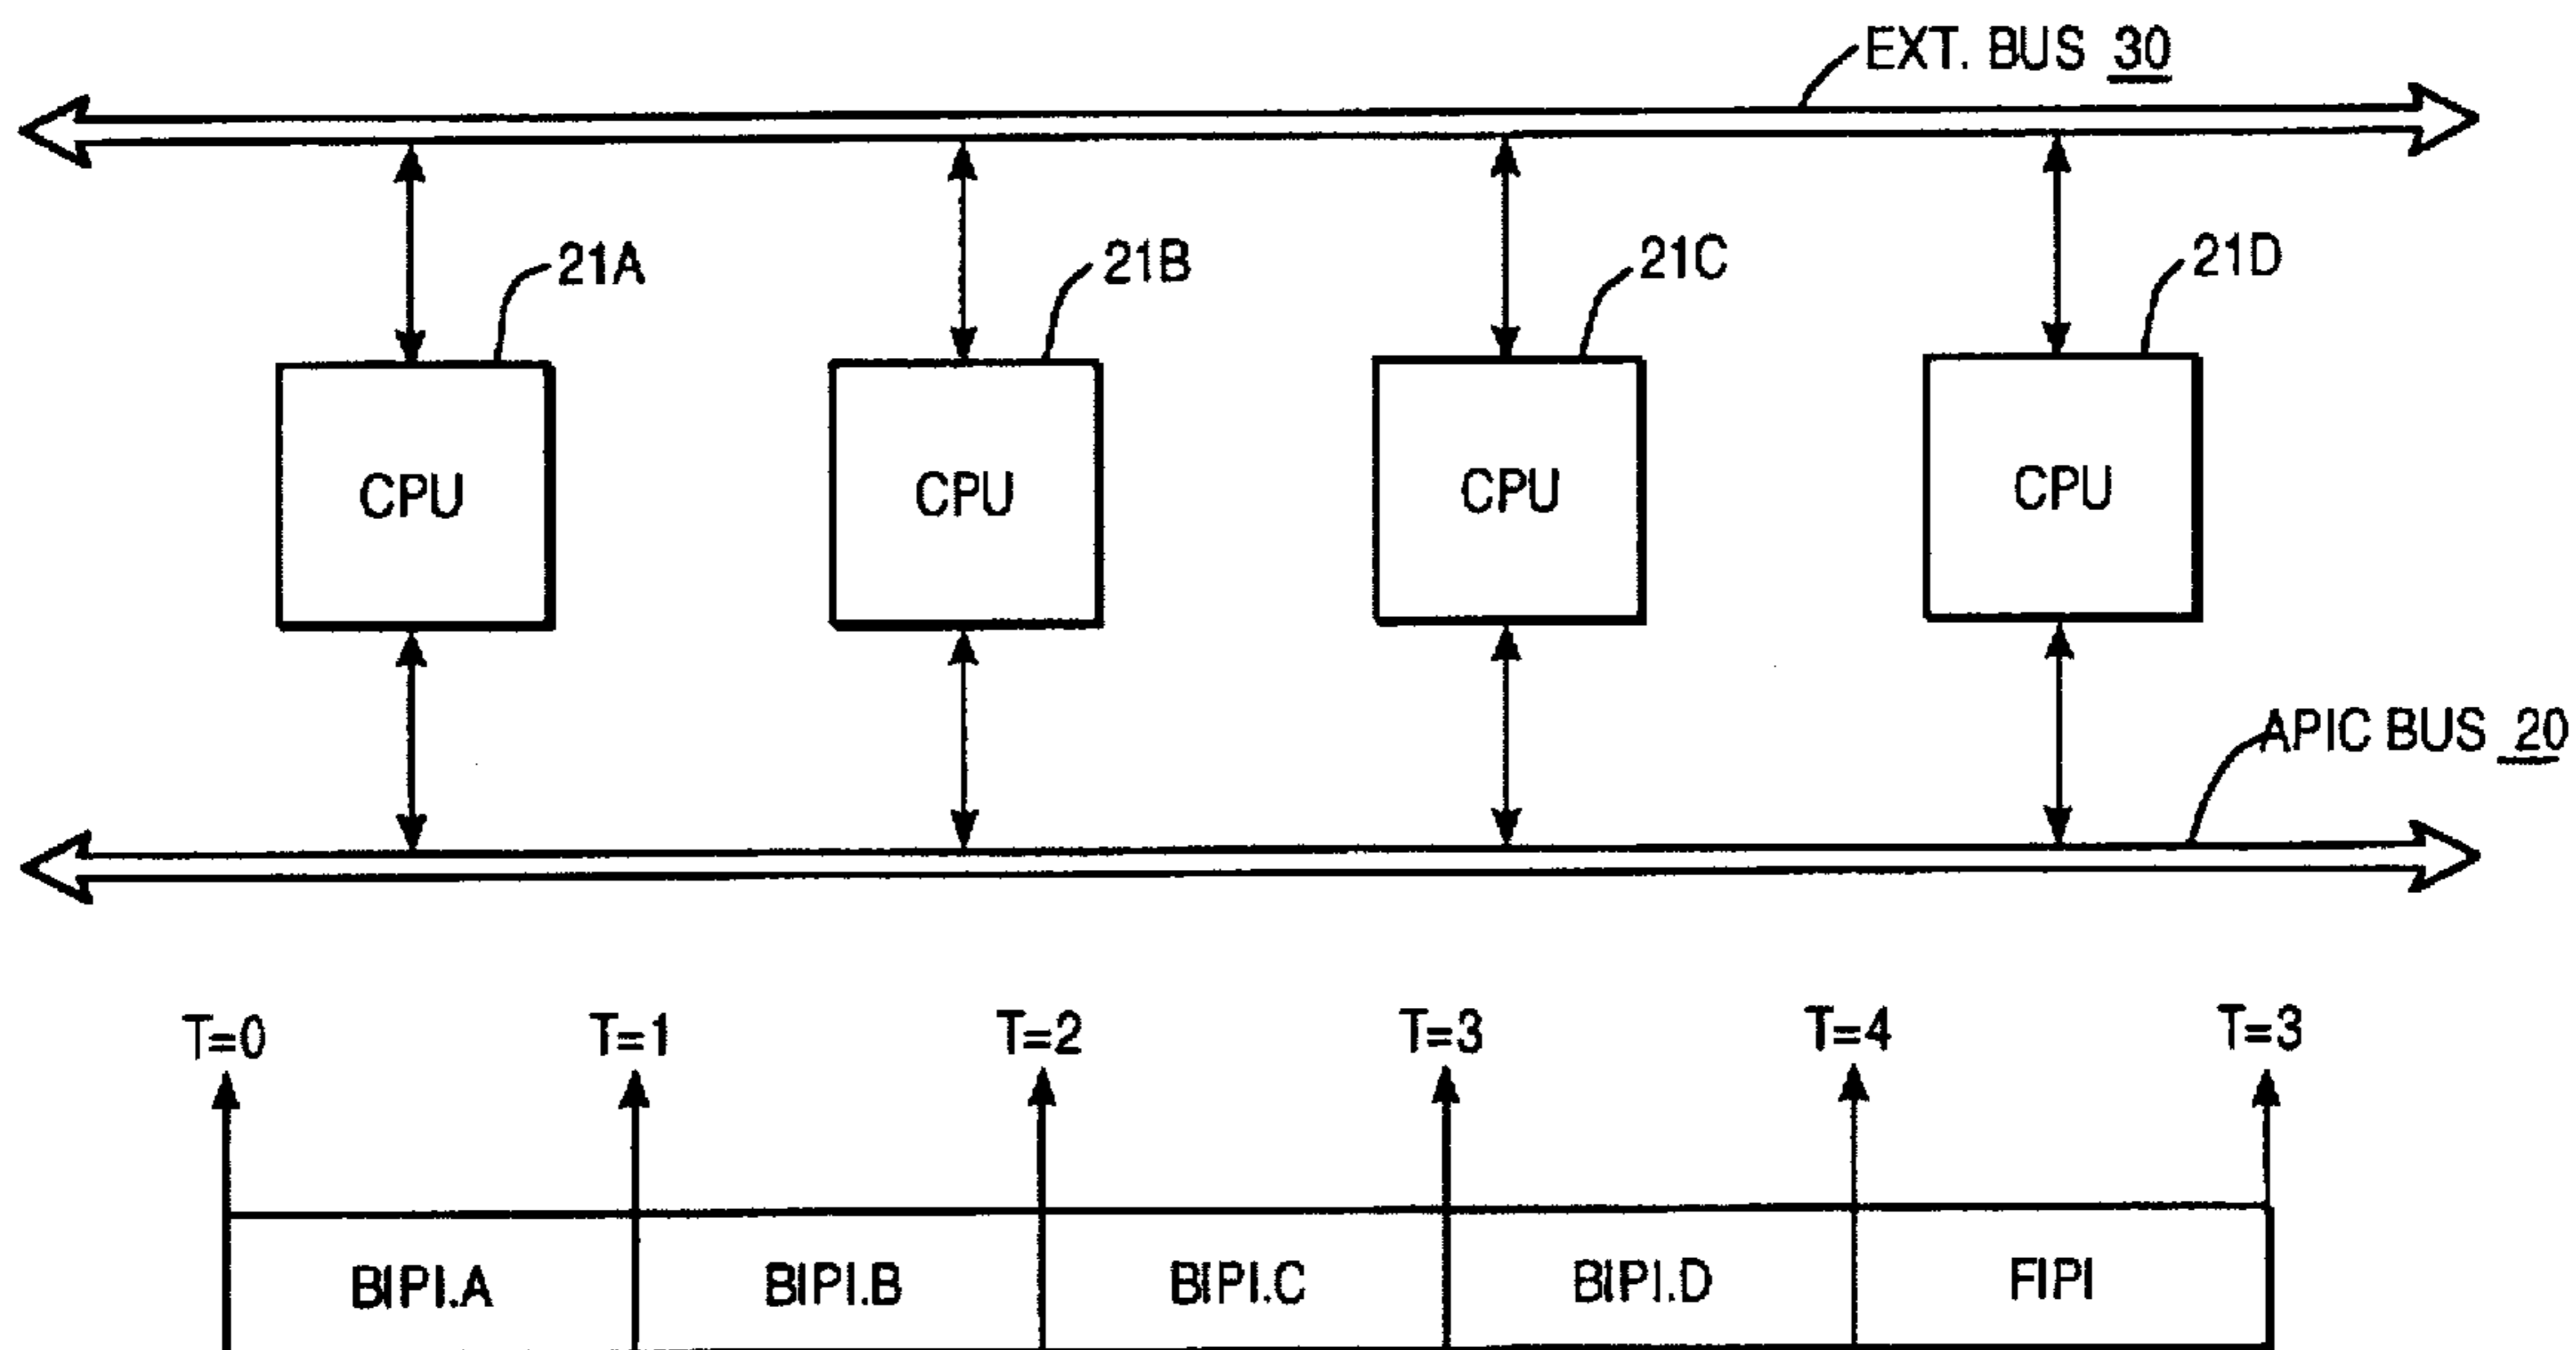 EXT. BUS 30
21A 21B 21C 21D
CPU CPU CPU CPU
APIC BUS 20
T=0 T=1 T=2 T=3 T=4 T=3
BIPI.A BIPI.B BIPI.C BIPI.D FIPI